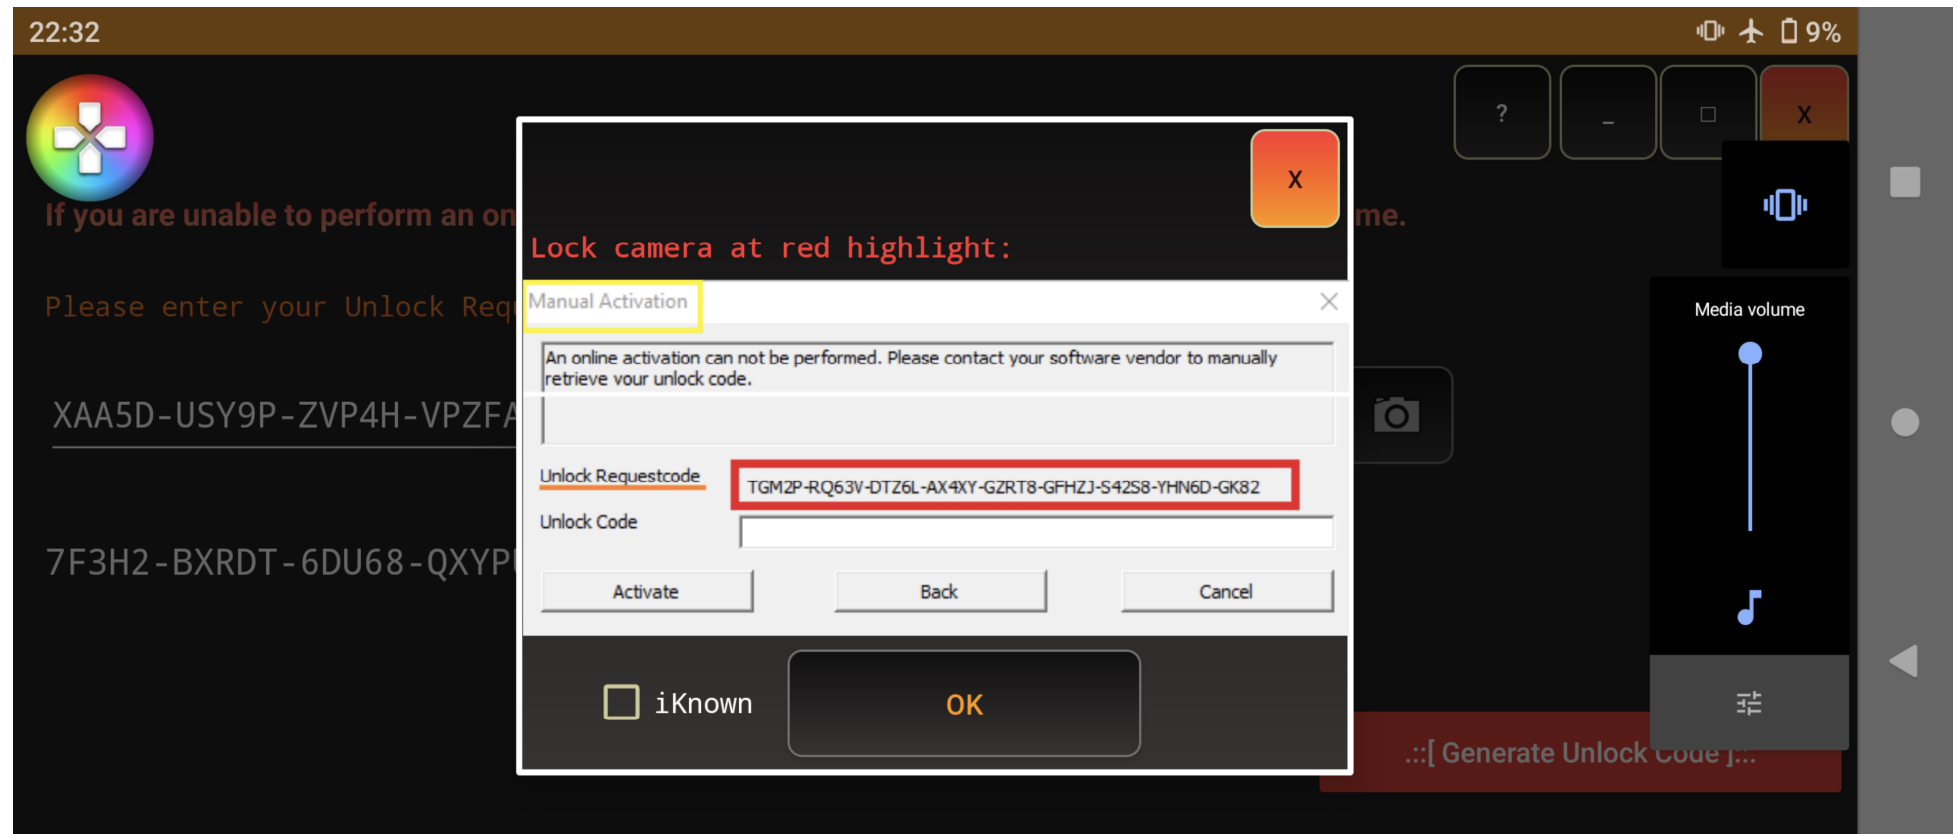 22:32
9%
?
_
□
X
X
If you are unable to perform an on
me.
Lock camera at red highlight:
Please enter your Unlock Req
Manual Activation
Media volume
An online activation can not be performed. Please contact your software vendor to manually
retrieve your unlock code.
XAA5D-USY9P-ZVP4H-VPZFA
Unlock Requestcode
TGM2P-RQ63V-DTZ6L-AX4XY-GZRT8-GFHZJ-S42S8-YHN6D-GK82
Unlock Code
7F3H2-BXRDT-6DU68-QXYPU
Activate
Back
Cancel
iKnown
OK
.::[ Generate Unlock Code ]::.